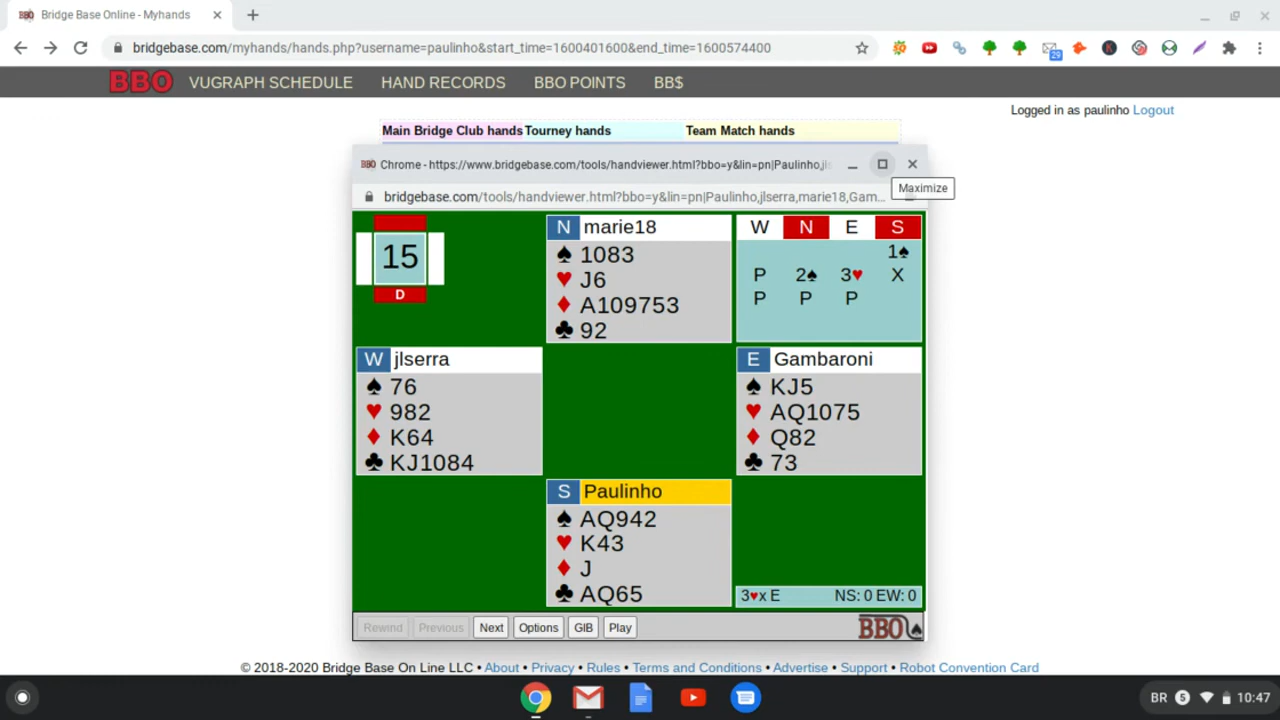 Bridge Base Online - Myhands
bridgebase.com/myhands/hands.php?username=paulinho&start_time=1600401600&end_time=1600574400
29
BBO VUGRAPH SCHEDULE HAND RECORDS BBO POINTS BB$
Logged in as paulinho Logout
Main Bridge Club hands Tourney hands Team Match hands
BBO Chrome - https://www.bridgebase.com/tools/handviewer.html?bbo=y&lin=pn|Paulinho,jls
Maximize
bridgebase.com/tools/handviewer.html?bbo=y&lin=pn|Paulinho,jlserra,marie18,Gam...
15
D
N marie18
♠ 1083
♥ J6
♦ A109753
♣ 92
W N E S
1♠
P 2♠ 3♥ X
P P P
W jlserra
♠ 76
♥ 982
♦ K64
♣ KJ1084
E Gambaroni
♠ KJ5
♥ AQ1075
♦ Q82
♣ 73
S Paulinho
♠ AQ942
♥ K43
♦ J
♣ AQ65
3♥x E NS: 0 EW: 0
Rewind Previous Next Options GIB Play BBO♠
© 2018-2020 Bridge Base On Line LLC • About • Privacy • Rules • Terms and Conditions • Advertise • Support • Robot Convention Card
BR 5 10:47